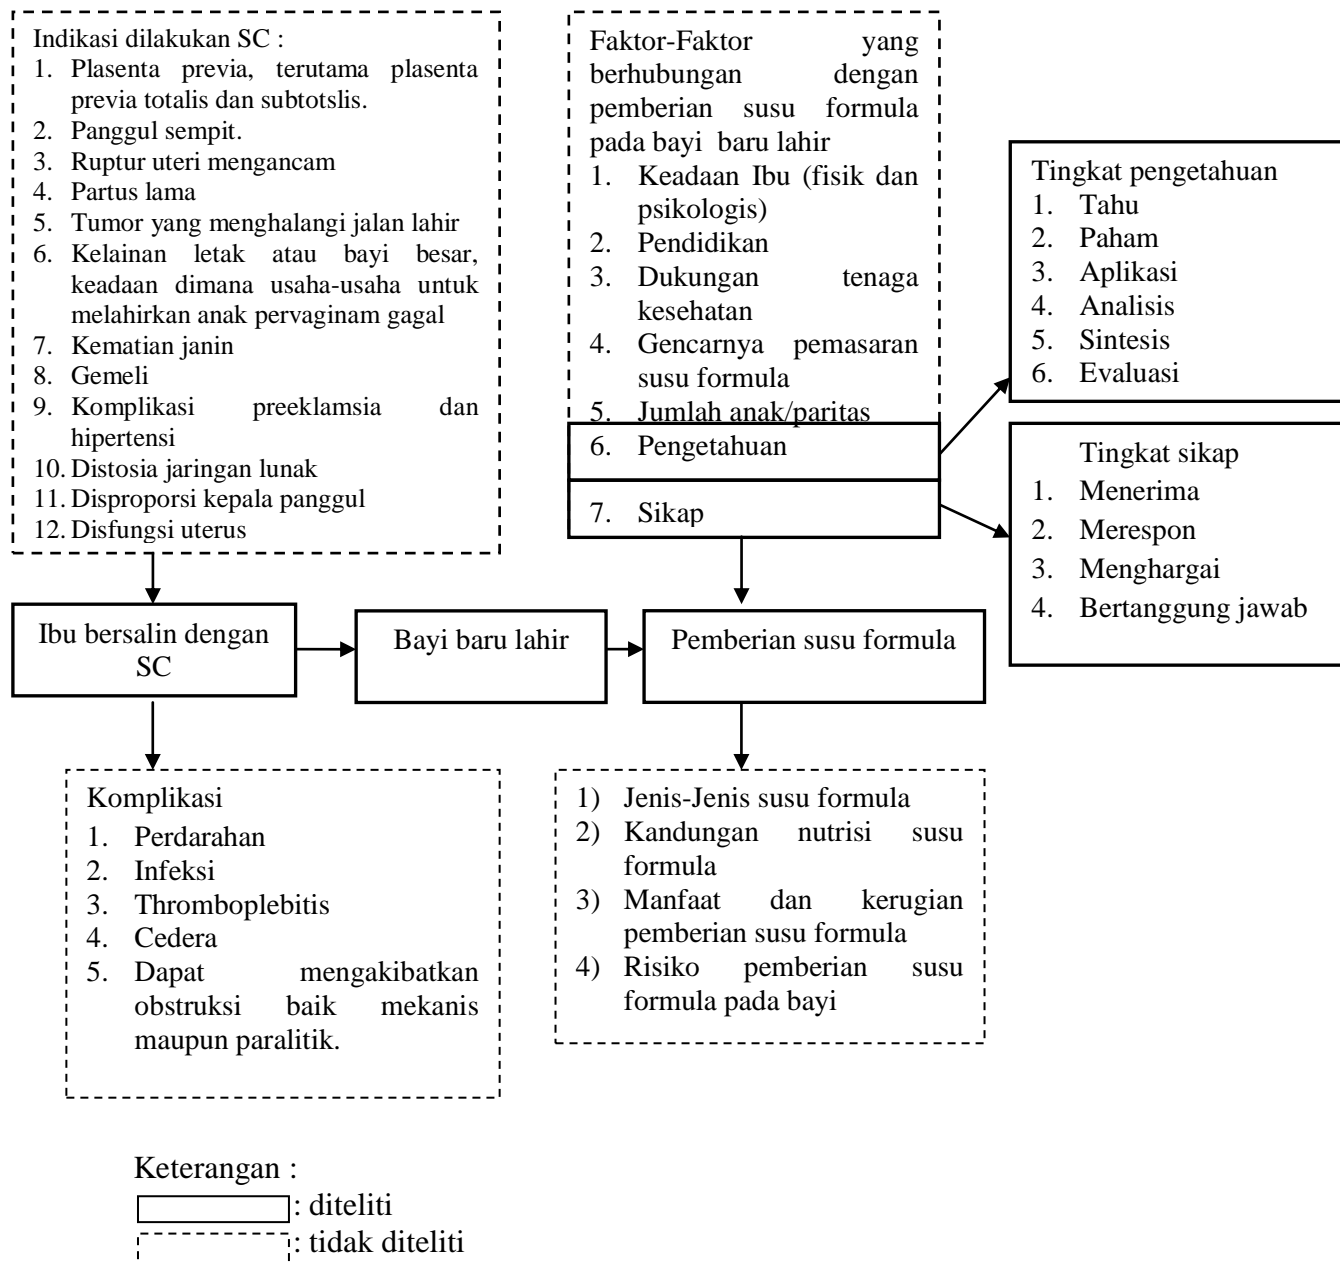 Indikasi dilakukan SC :
1. Plasenta previa, terutama plasenta
previa totalis dan subtotslis.
2. Panggul sempit.
3. Ruptur uteri mengancam
4. Partus lama
5. Tumor yang menghalangi jalan lahir
6. Kelainan letak atau bayi besar,
keadaan dimana usaha-usaha untuk
melahirkan anak pervaginam gagal
7. Kematian janin
8. Gemeli
9. Komplikasi preeklamsia dan
hipertensi
10. Distosia jaringan lunak
11. Disproporsi kepala panggul
12. Disfungsi uterus
Faktor-Faktor yang
berhubungan dengan
pemberian susu formula
pada bayi baru lahir
1. Keadaan Ibu (fisik dan
psikologis)
2. Pendidikan
3. Dukungan tenaga
kesehatan
4. Gencarnya pemasaran
susu formula
5. Jumlah anak/paritas
6. Pengetahuan
7. Sikap
Tingkat pengetahuan
1. Tahu
2. Paham
3. Aplikasi
4. Analisis
5. Sintesis
6. Evaluasi
Tingkat sikap
1. Menerima
2. Merespon
3. Menghargai
4. Bertanggung jawab
Ibu bersalin dengan
SC
Bayi baru lahir
Pemberian susu formula
Komplikasi
1. Perdarahan
2. Infeksi
3. Thromboplebitis
4. Cedera
5. Dapat mengakibatkan
obstruksi baik mekanis
maupun paralitik.
1) Jenis-Jenis susu formula
2) Kandungan nutrisi susu
formula
3) Manfaat dan kerugian
pemberian susu formula
4) Risiko pemberian susu
formula pada bayi
Keterangan :
: diteliti
: tidak diteliti